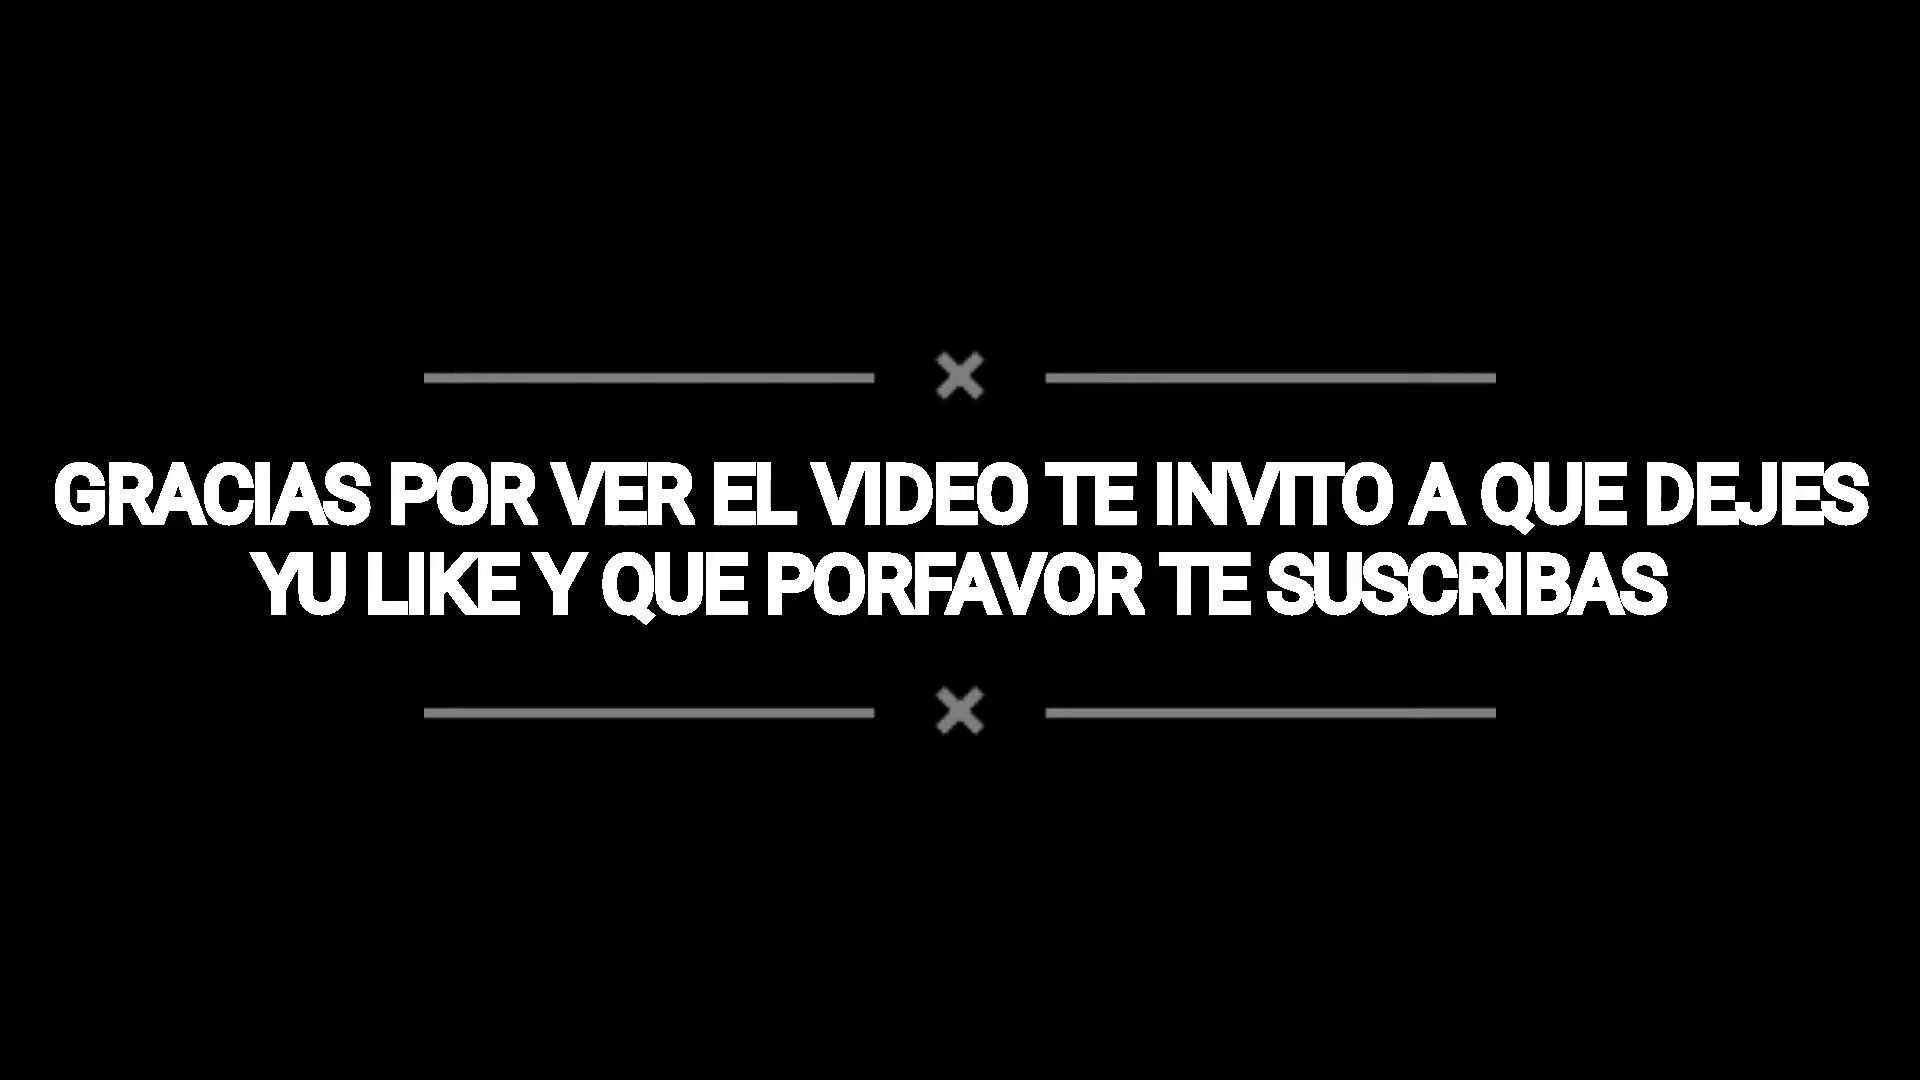 GRACIAS POR VER EL VIDEO TE INVITO A QUE DEJES
YU LIKE Y QUE PORFAVOR TE SUSCRIBAS